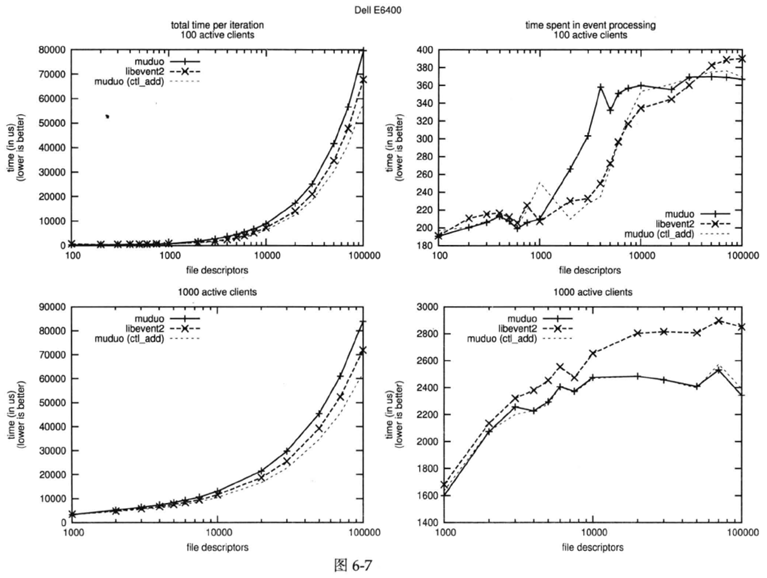 Dell E6400
total time per iteration
100 active clients
time (in us)
(lower is better)
80000
70000
60000
50000
40000
30000
20000
10000
0
muduo
libevent2
muduo (ctl_add)
100
1000
10000
100000
file descriptors
time spent in event processing
100 active clients
time (in us)
(lower is better)
400
380
360
340
320
300
280
260
240
220
200
180
muduo
libevent2
muduo (ctl_add)
100
1000
10000
100000
file descriptors
1000 active clients
time (in us)
(lower is better)
90000
80000
70000
60000
50000
40000
30000
20000
10000
0
muduo
libevent2
muduo (ctl_add)
1000
10000
100000
file descriptors
1000 active clients
time (in us)
(lower is better)
3000
2800
2600
2400
2200
2000
1800
1600
1400
muduo
libevent2
muduo (ctl_add)
1000
10000
100000
file descriptors
图 6-7